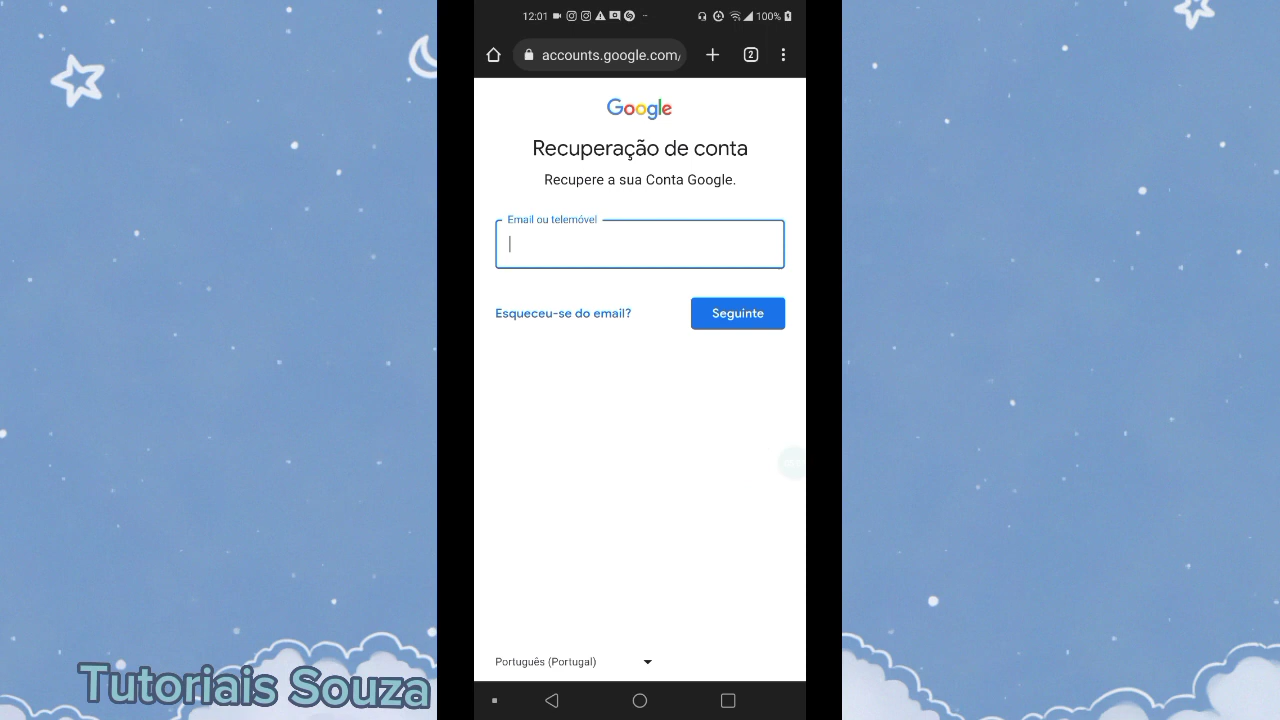 12:01
100%
accounts.google.com/
2
Google
Recuperação de conta
Recupere a sua Conta Google.
Email ou telemóvel
Esqueceu-se do email?
Seguinte
Português (Portugal)
Tutoriais Souza